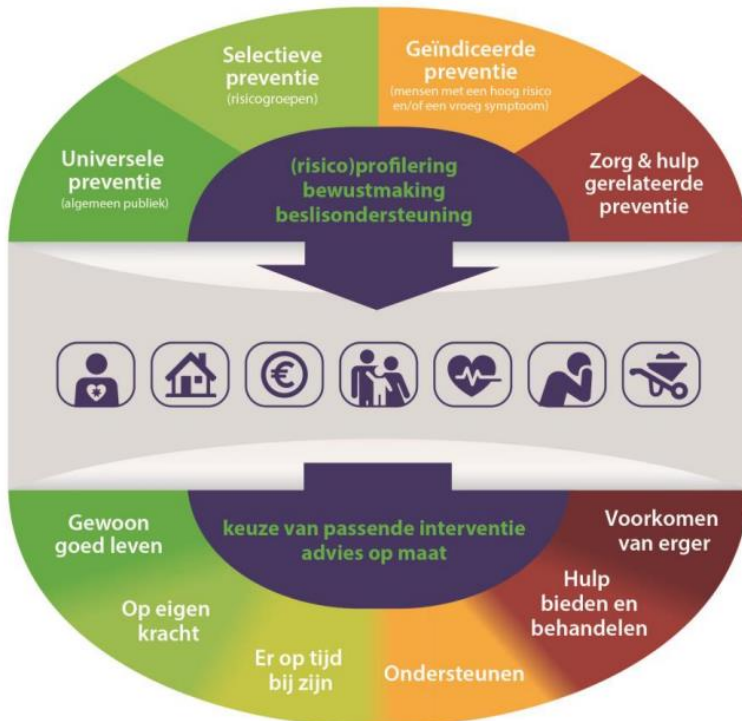 Universele
preventie
(algemeen publiek)
Selectieve
preventie
(risicogroepen)
Geïndiceerde
preventie
(mensen met een hoog risico
en/of een vroeg symptoom)
Zorg & hulp
gerelateerde
preventie
(risico)profilering
bewustmaking
beslisondersteuning
€
keuze van passende interventie
advies op maat
Gewoon
goed leven
Op eigen
kracht
Er op tijd
bij zijn
Ondersteunen
Hulp
bieden en
behandelen
Voorkomen
van erger